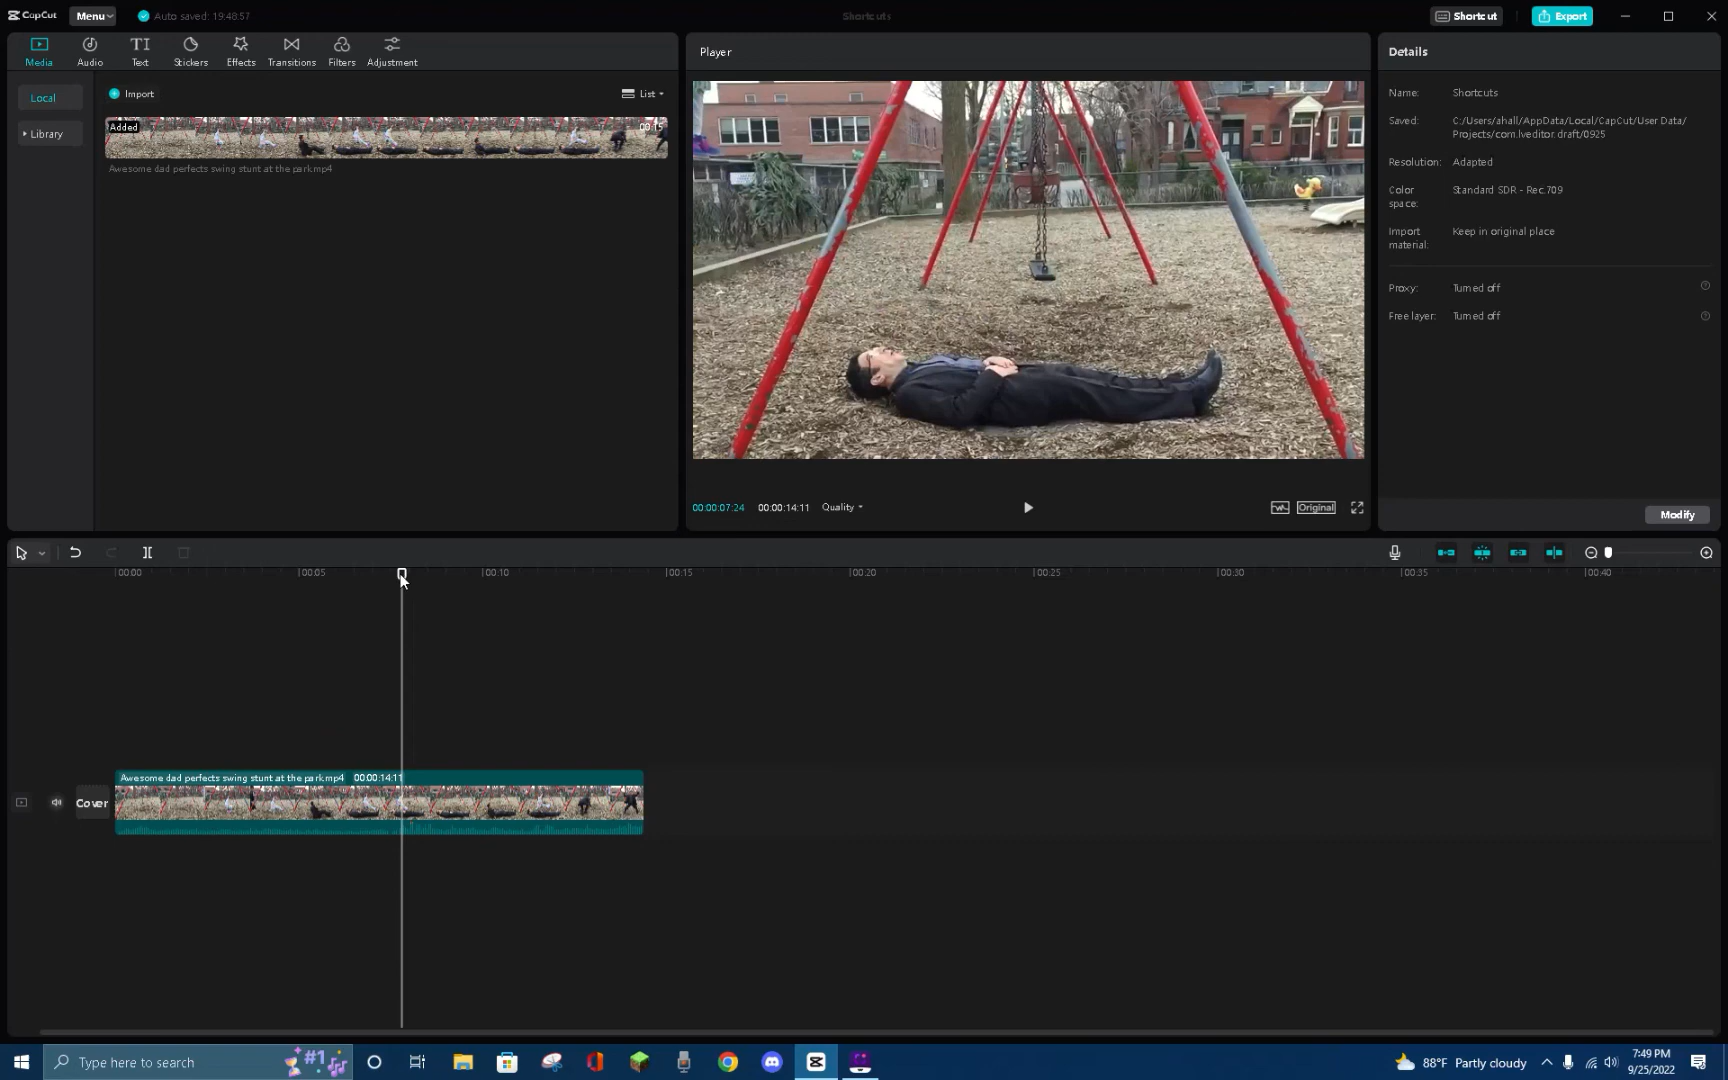 CapCut
Menu
Auto saved: 19:48:57
Shortcuts
Shortcut
Export
Media
Audio
TI
Text
Stickers
Effects
Transitions
Filters
Adjustment
Player
Details
Local
Library
Import
List
Added
00:15
Awesome dad perfects swing stunt at the park.mp4
Name: Shortcuts
Saved: C:/Users/ahall/AppData/Local/CapCut/User Data/
Projects/com.lveditor.draft/0925
Resolution: Adapted
Color space: Standard SDR - Rec.709
Import material: Keep in original place
Proxy: Turned off
Free layer: Turned off
Modify
00:00:07:24
00:00:14:11
Quality
Original
00:00
00:05
00:10
00:15
00:20
00:25
00:30
00:35
00:40
Awesome dad perfects swing stunt at the park.mp4 00:00:14:11
Cover
Type here to search
#1
88°F Partly cloudy
7:49 PM
9/25/2022